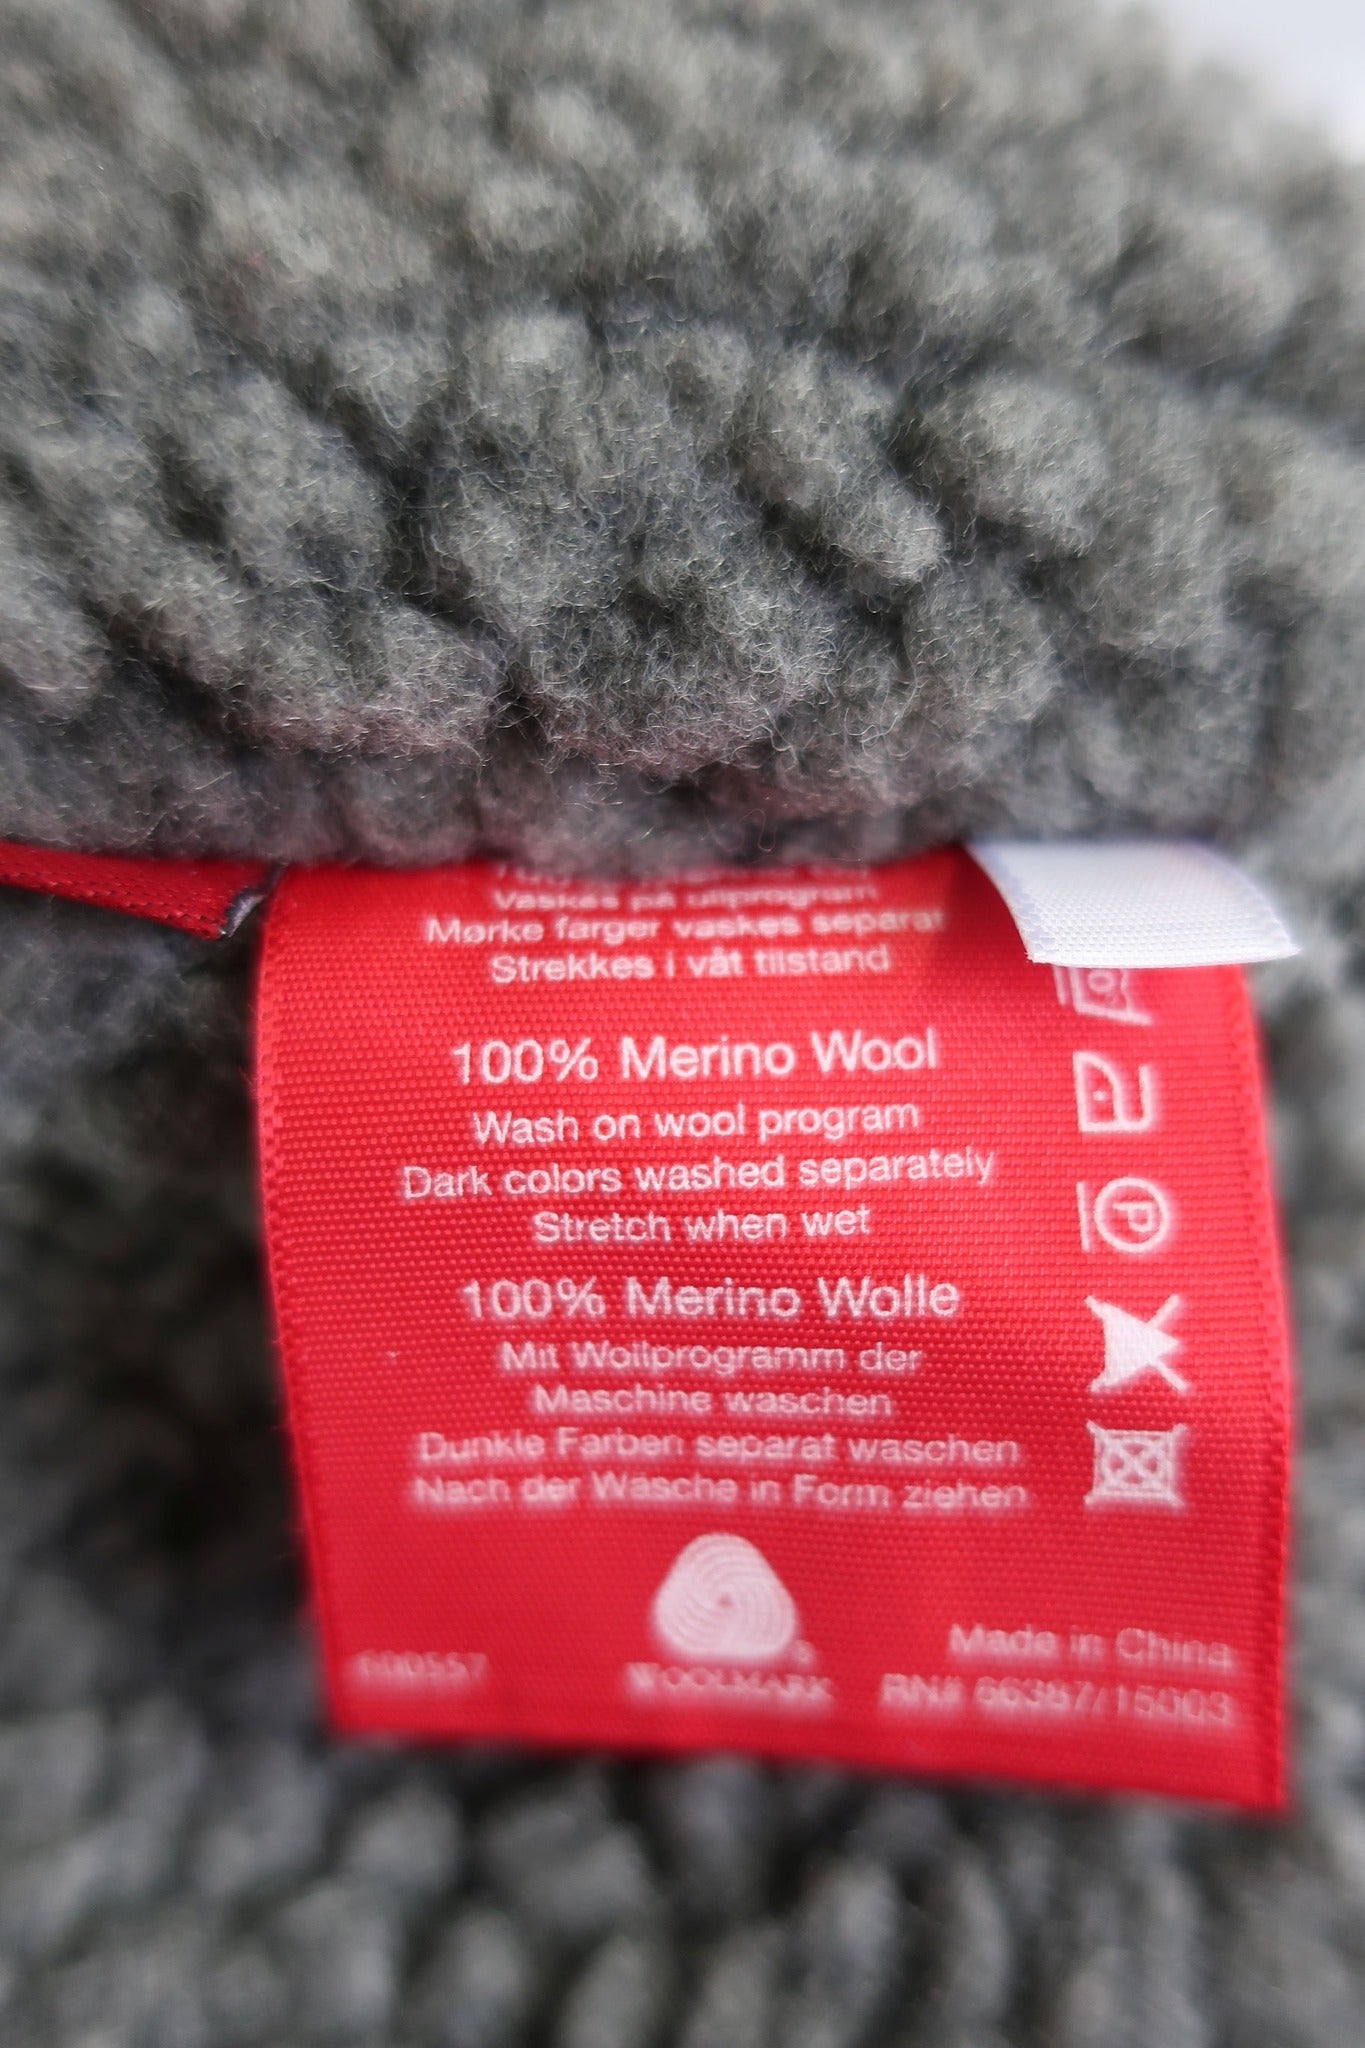 Vaskes på ullprogram
Mørke farger vaskes separat
Strekkes i våt tilstand
100% Merino Wool
Wash on wool program
Dark colors washed separately
Stretch when wet
100% Merino Wolle
Mit Wollprogramm der
Maschine waschen
Dunkle Farben separat waschen
Nach der Wäsche in Form ziehen
P
WOOLMARK
600557
Made in China
RN# 66387/15003